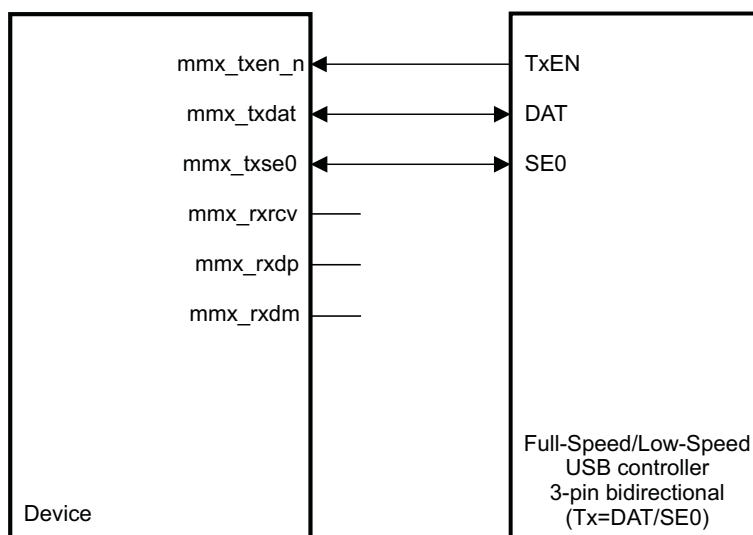 mmx_txen_n
TxEN
mmx_txdat
DAT
mmx_txse0
SE0
mmx_rxrcv
mmx_rxdp
mmx_rxdm
Full-Speed/Low-Speed
USB controller
3-pin bidirectional
(Tx=DAT/SE0)
Device